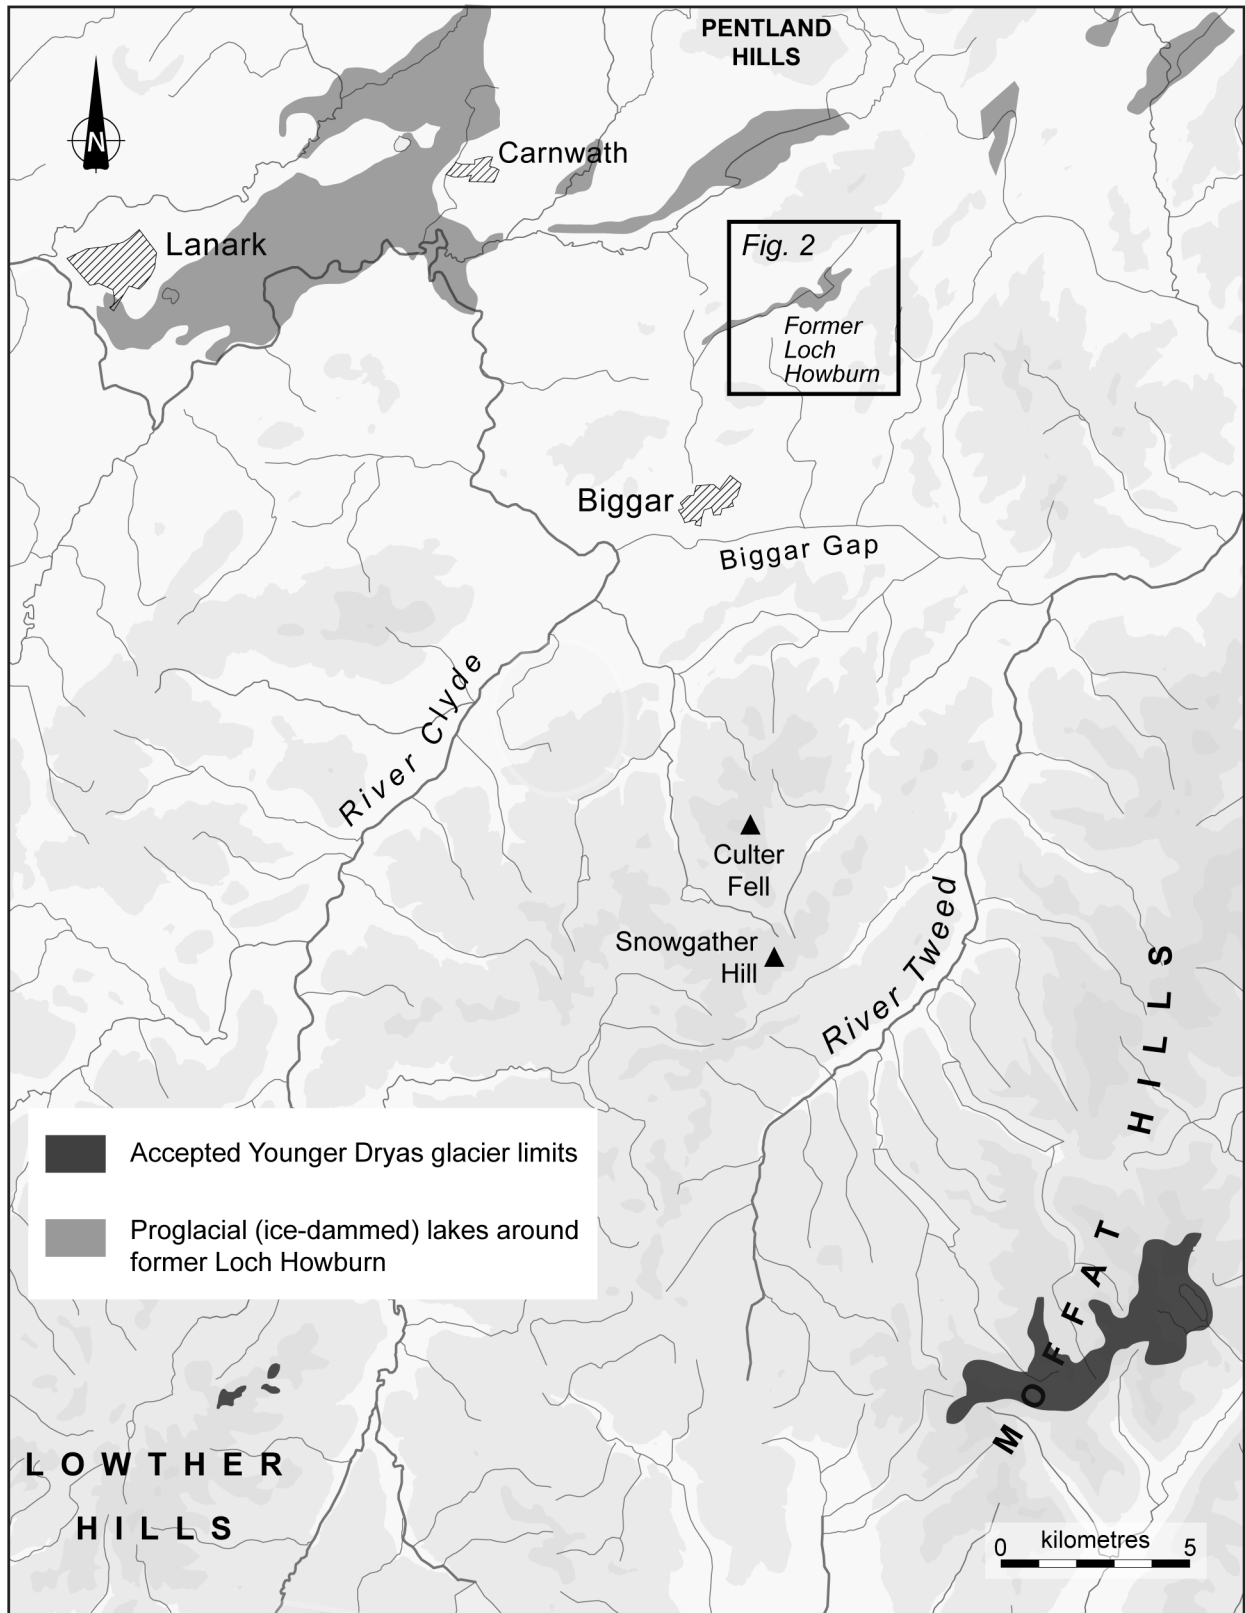 PENTLAND
HILLS
N
Carnwath
Lanark
Fig. 2
Former
Loch
Howburn
Biggar
Biggar Gap
River Clyde
Culter
Fell
Snowgather
Hill
River Tweed
MOFFAT HILLS
Accepted Younger Dryas glacier limits
Proglacial (ice-dammed) lakes around
former Loch Howburn
LOWTHER
HILLS
0 kilometres 5